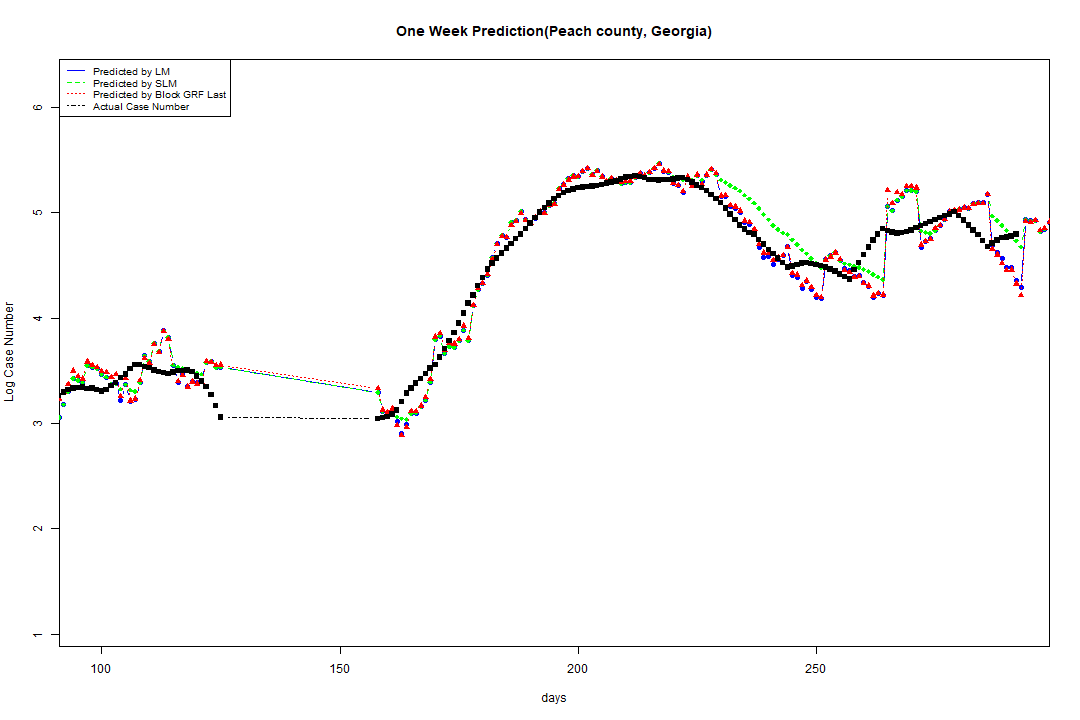 One Week Prediction(Peach county, Georgia)
Predicted by LM
Predicted by SLM
Predicted by Block GRF Last
Actual Case Number
6
5
4
3
2
1
Log Case Number
100 150 200 250
days